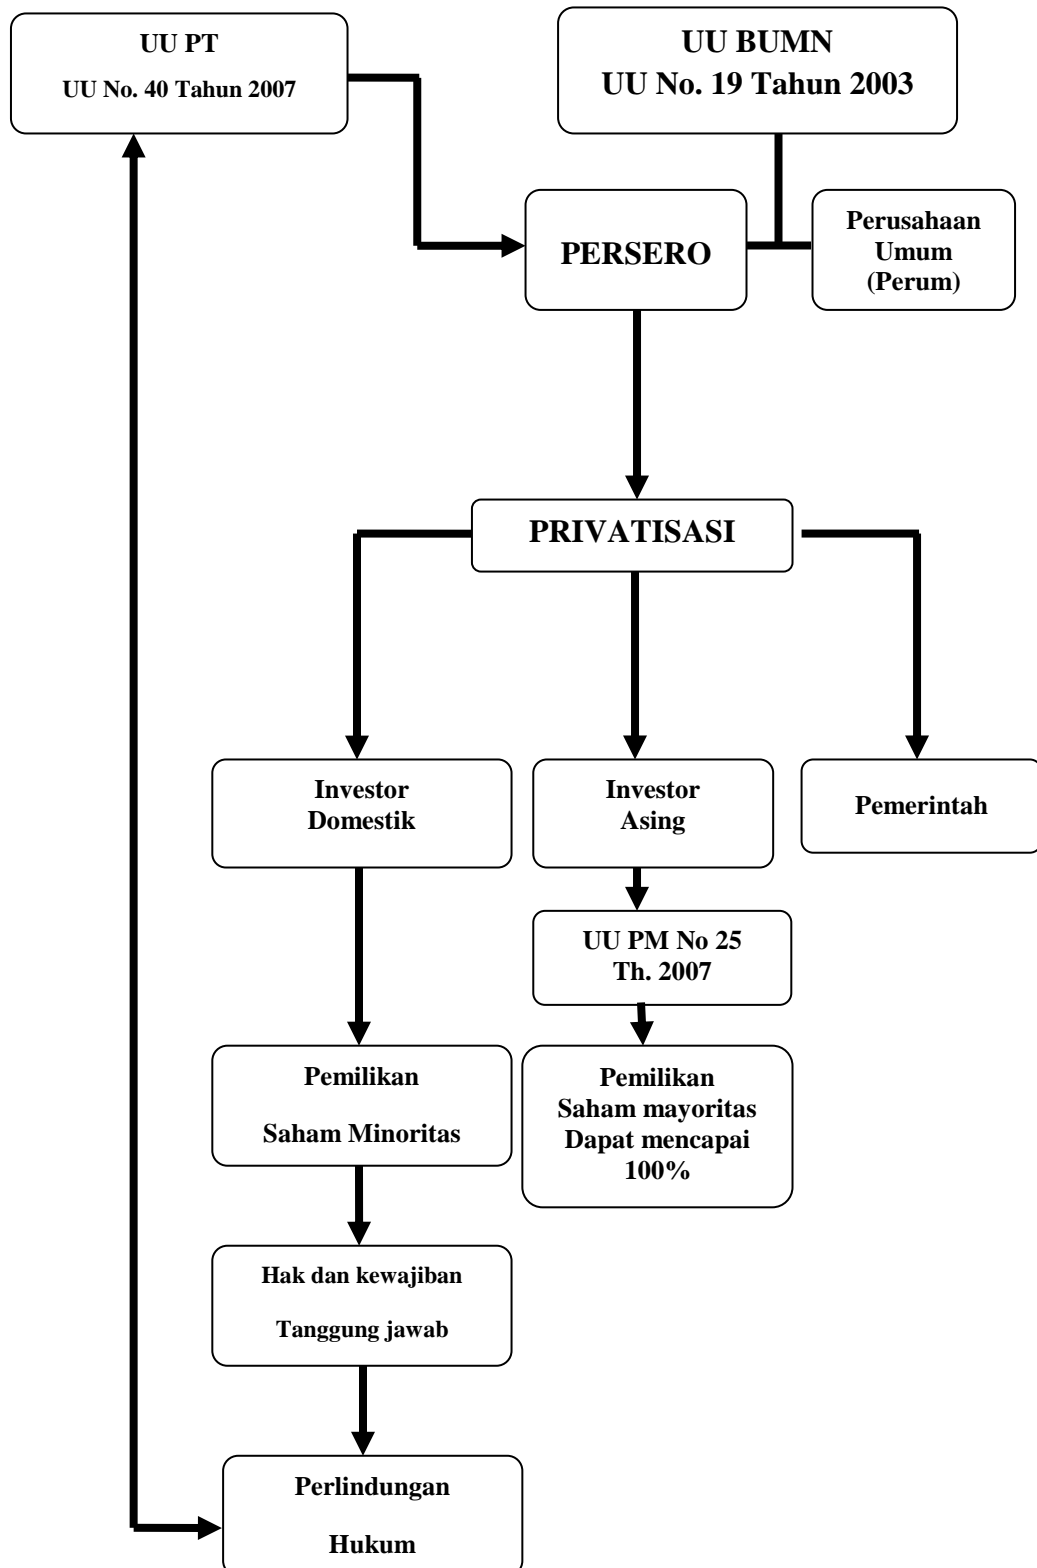 UU PT
UU No. 40 Tahun 2007
UU BUMN
UU No. 19 Tahun 2003
PERSERO
Perusahaan
Umum
(Perum)
PRIVATISASI
Investor
Domestik
Investor
Asing
Pemerintah
UU PM No 25
Th. 2007
Pemilikan
Saham Minoritas
Pemilikan
Saham mayoritas
Dapat mencapai
100%
Hak dan kewajiban
Tanggung jawab
Perlindungan
Hukum